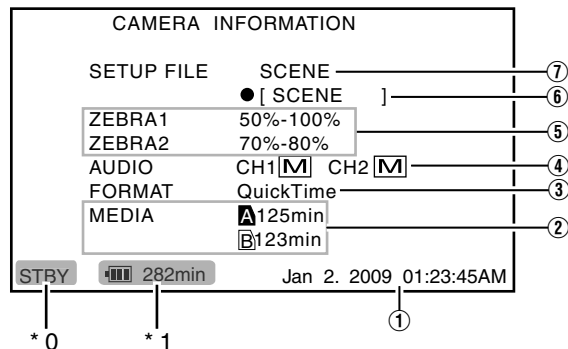 CAMERA INFORMATION
SETUP FILE SCENE ⑦
●[ SCENE ] ⑥
ZEBRA1 50%-100%
ZEBRA2 70%-80% ⑤
AUDIO CH1 M CH2 M ④
FORMAT QuickTime ③
MEDIA A 125min
B 123min ②
STBY 282min Jan 2. 2009 01:23:45AM
* 0 * 1 ①